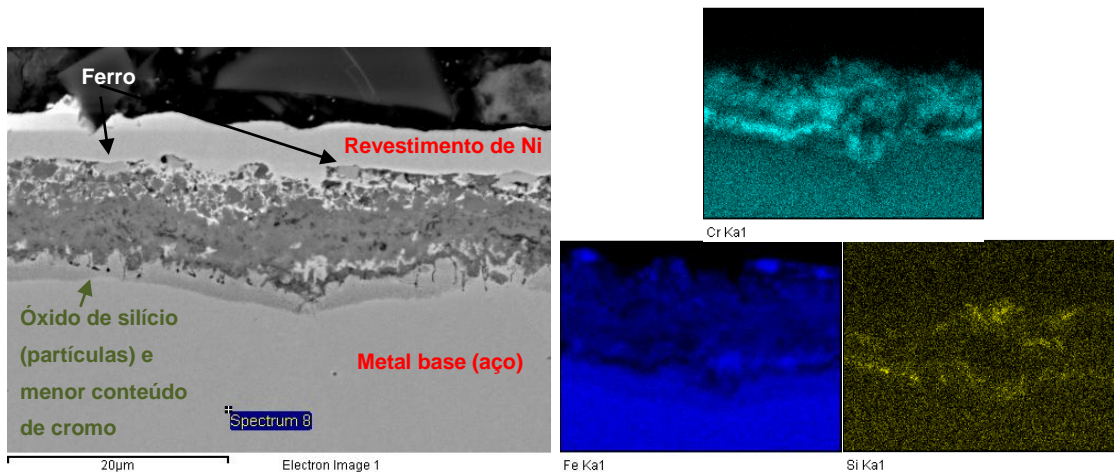 Ferro
Revestimento de Ni
Óxido de silício
(partículas) e
menor conteúdo
de cromo
Metal base (aço)
Spectrum 8
20µm
Electron Image 1
Cr Ka1
Fe Ka1
Si Ka1